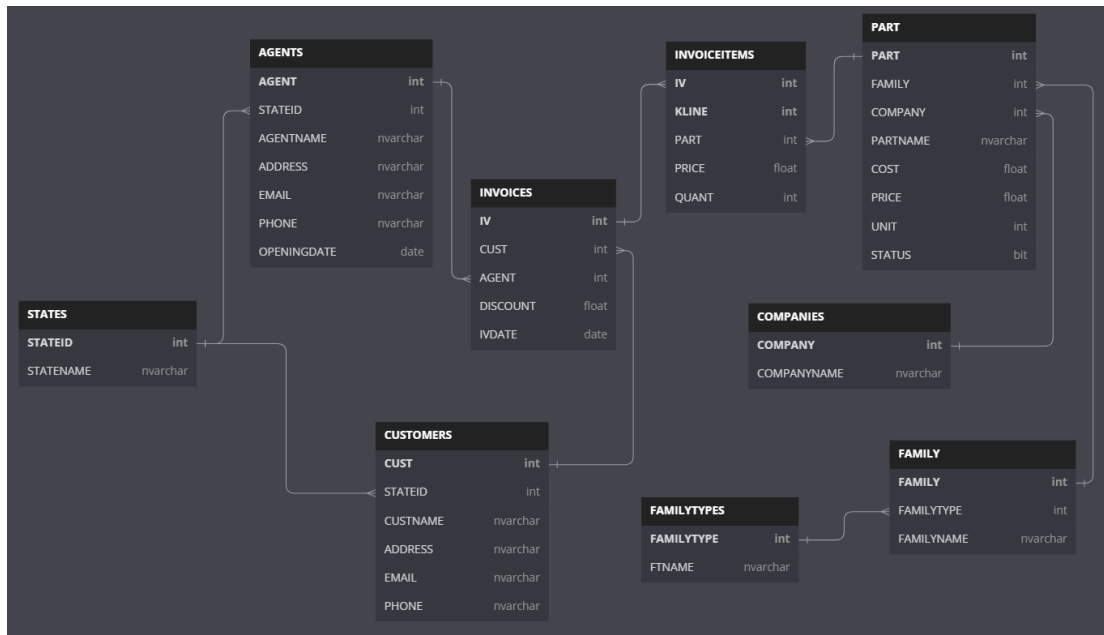 AGENTS
AGENT int
STATEID int
AGENTNAME nvarchar
ADDRESS nvarchar
EMAIL nvarchar
PHONE nvarchar
OPENINGDATE date
INVOICEITEMS
IV int
KLINE int
PART int
PRICE float
QUANT int
PART
PART int
FAMILY int
COMPANY int
PARTNAME nvarchar
COST float
PRICE float
UNIT int
STATUS bit
INVOICES
IV int
CUST int
AGENT int
DISCOUNT float
IVDATE date
STATES
STATEID int
STATENAME nvarchar
COMPANIES
COMPANY int
COMPANYNAME nvarchar
CUSTOMERS
CUST int
STATEID int
CUSTNAME nvarchar
ADDRESS nvarchar
EMAIL nvarchar
PHONE nvarchar
FAMILYTYPES
FAMILYTYPE int
FTNAME nvarchar
FAMILY
FAMILY int
FAMILYTYPE int
FAMILYNAME nvarchar